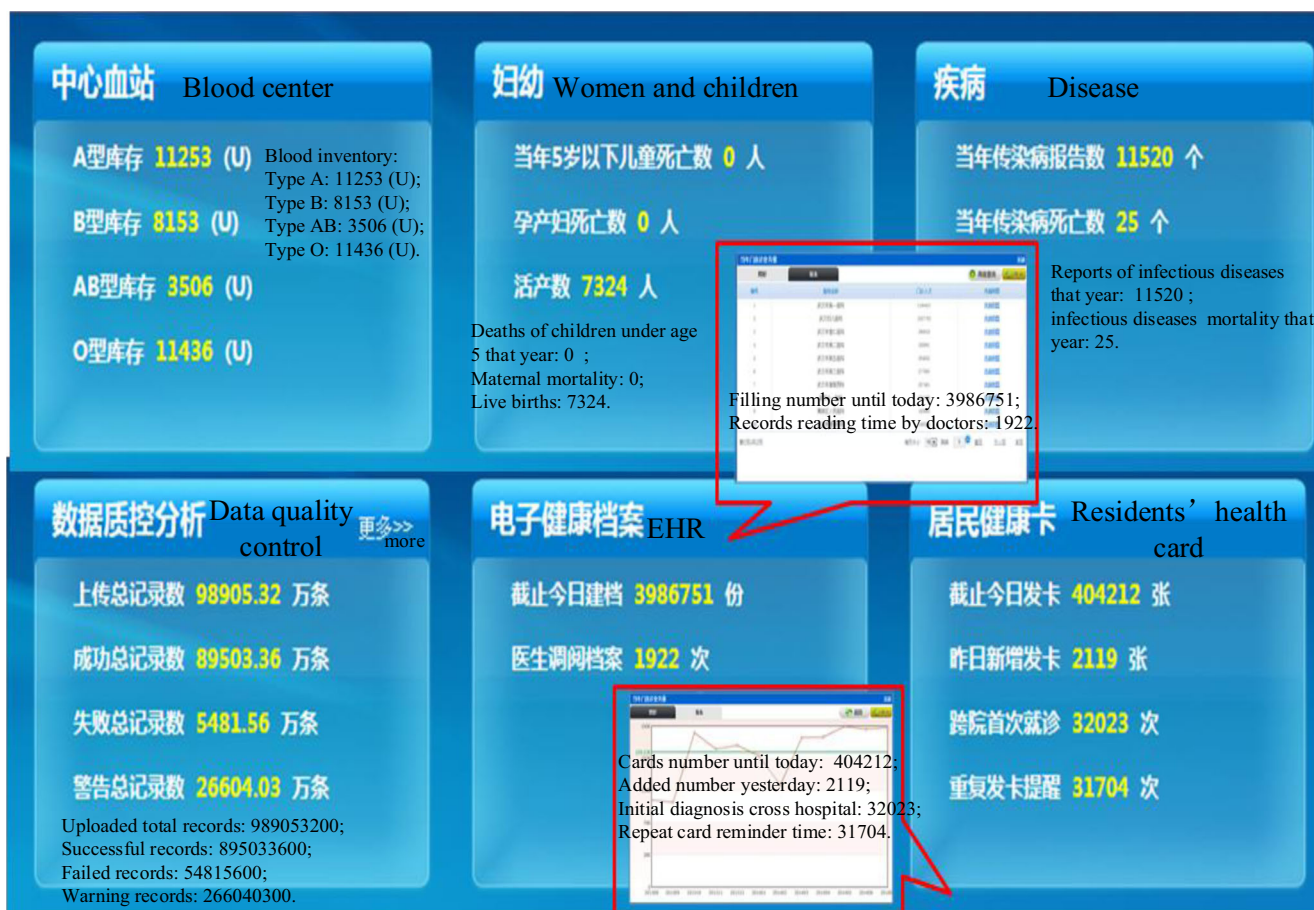 中心血站 Blood center
A型库存 11253 (U)
B型库存 8153 (U)
AB型库存 3506 (U)
O型库存 11436 (U)
Blood inventory:
Type A: 11253 (U);
Type B: 8153 (U);
Type AB: 3506 (U);
Type O: 11436 (U).
妇幼 Women and children
当年5岁以下儿童死亡数 0 人
孕产妇死亡数 0 人
活产数 7324 人
Deaths of children under age
5 that year: 0 ;
Maternal mortality: 0;
Live births: 7324.
疾病 Disease
当年传染病报告数 11520 个
当年传染病死亡数 25 个
Reports of infectious diseases
that year: 11520 ;
infectious diseases mortality that
year: 25.
Filling number until today: 3986751;
Records reading time by doctors: 1922.
数据质控分析 Data quality
control
更多>>
more
上传总记录数 98905.32 万条
成功总记录数 89503.36 万条
失败总记录数 5481.56 万条
警告总记录数 26604.03 万条
Uploaded total records: 989053200;
Successful records: 895033600;
Failed records: 54815600;
Warning records: 266040300.
电子健康档案 EHR
截止今日建档 3986751 份
医生调阅档案 1922 次
Cards number until today: 404212;
Added number yesterday: 2119;
Initial diagnosis cross hospital: 32023;
Repeat card reminder time: 31704.
居民健康卡 Residents’ health
card
截止今日发卡 404212 张
昨日新增发卡 2119 张
跨院首次就诊 32023 次
重复发卡提醒 31704 次